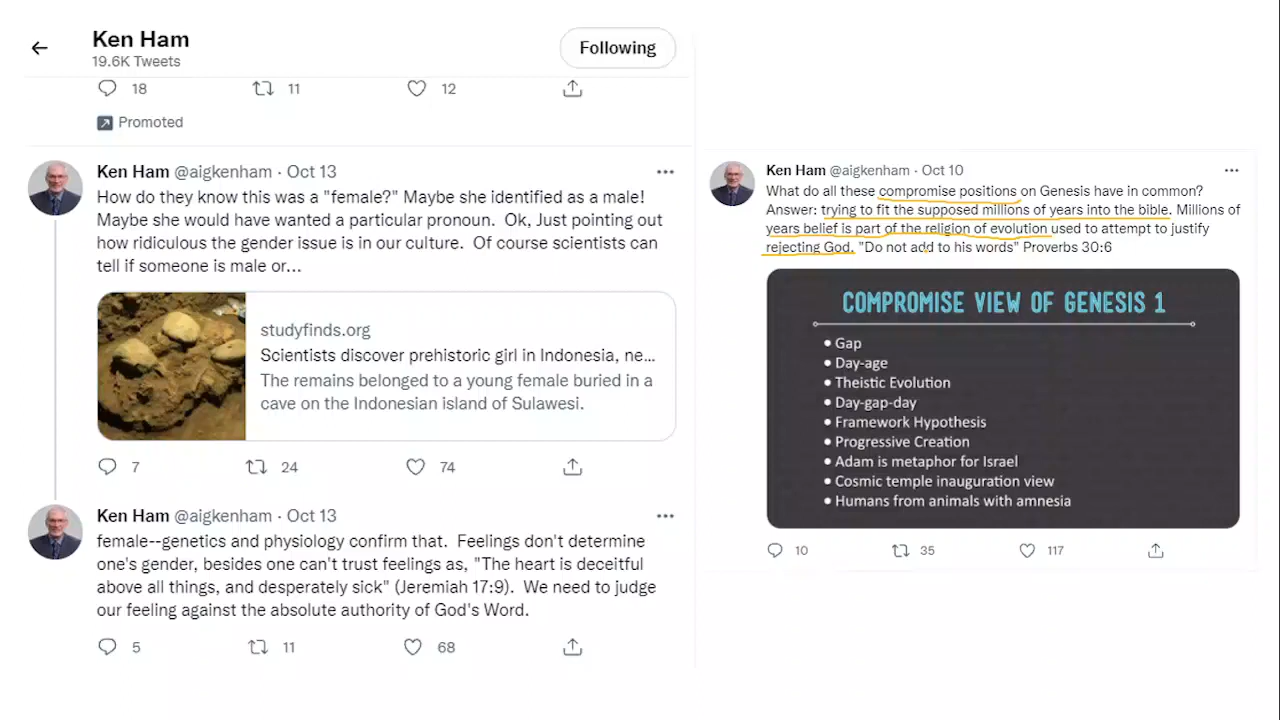 Ken Ham
19.6K Tweets
Following
18 11 12
Promoted
Ken Ham @aigkenham · Oct 13
How do they know this was a "female?" Maybe she identified as a male!
Maybe she would have wanted a particular pronoun. Ok, Just pointing out
how ridiculous the gender issue is in our culture. Of course scientists can
tell if someone is male or...
studyfinds.org
Scientists discover prehistoric girl in Indonesia, ne...
The remains belonged to a young female buried in a
cave on the Indonesian island of Sulawesi.
7 24 74
Ken Ham @aigkenham · Oct 13
female--genetics and physiology confirm that. Feelings don't determine
one's gender, besides one can't trust feelings as, "The heart is deceitful
above all things, and desperately sick" (Jeremiah 17:9). We need to judge
our feeling against the absolute authority of God's Word.
5 11 68
Ken Ham @aigkenham · Oct 10
What do all these compromise positions on Genesis have in common?
Answer: trying to fit the supposed millions of years into the bible. Millions of
years belief is part of the religion of evolution used to attempt to justify
rejecting God. "Do not add to his words" Proverbs 30:6
COMPROMISE VIEW OF GENESIS 1
• Gap
• Day-age
• Theistic Evolution
• Day-gap-day
• Framework Hypothesis
• Progressive Creation
• Adam is metaphor for Israel
• Cosmic temple inauguration view
• Humans from animals with amnesia
10 35 117